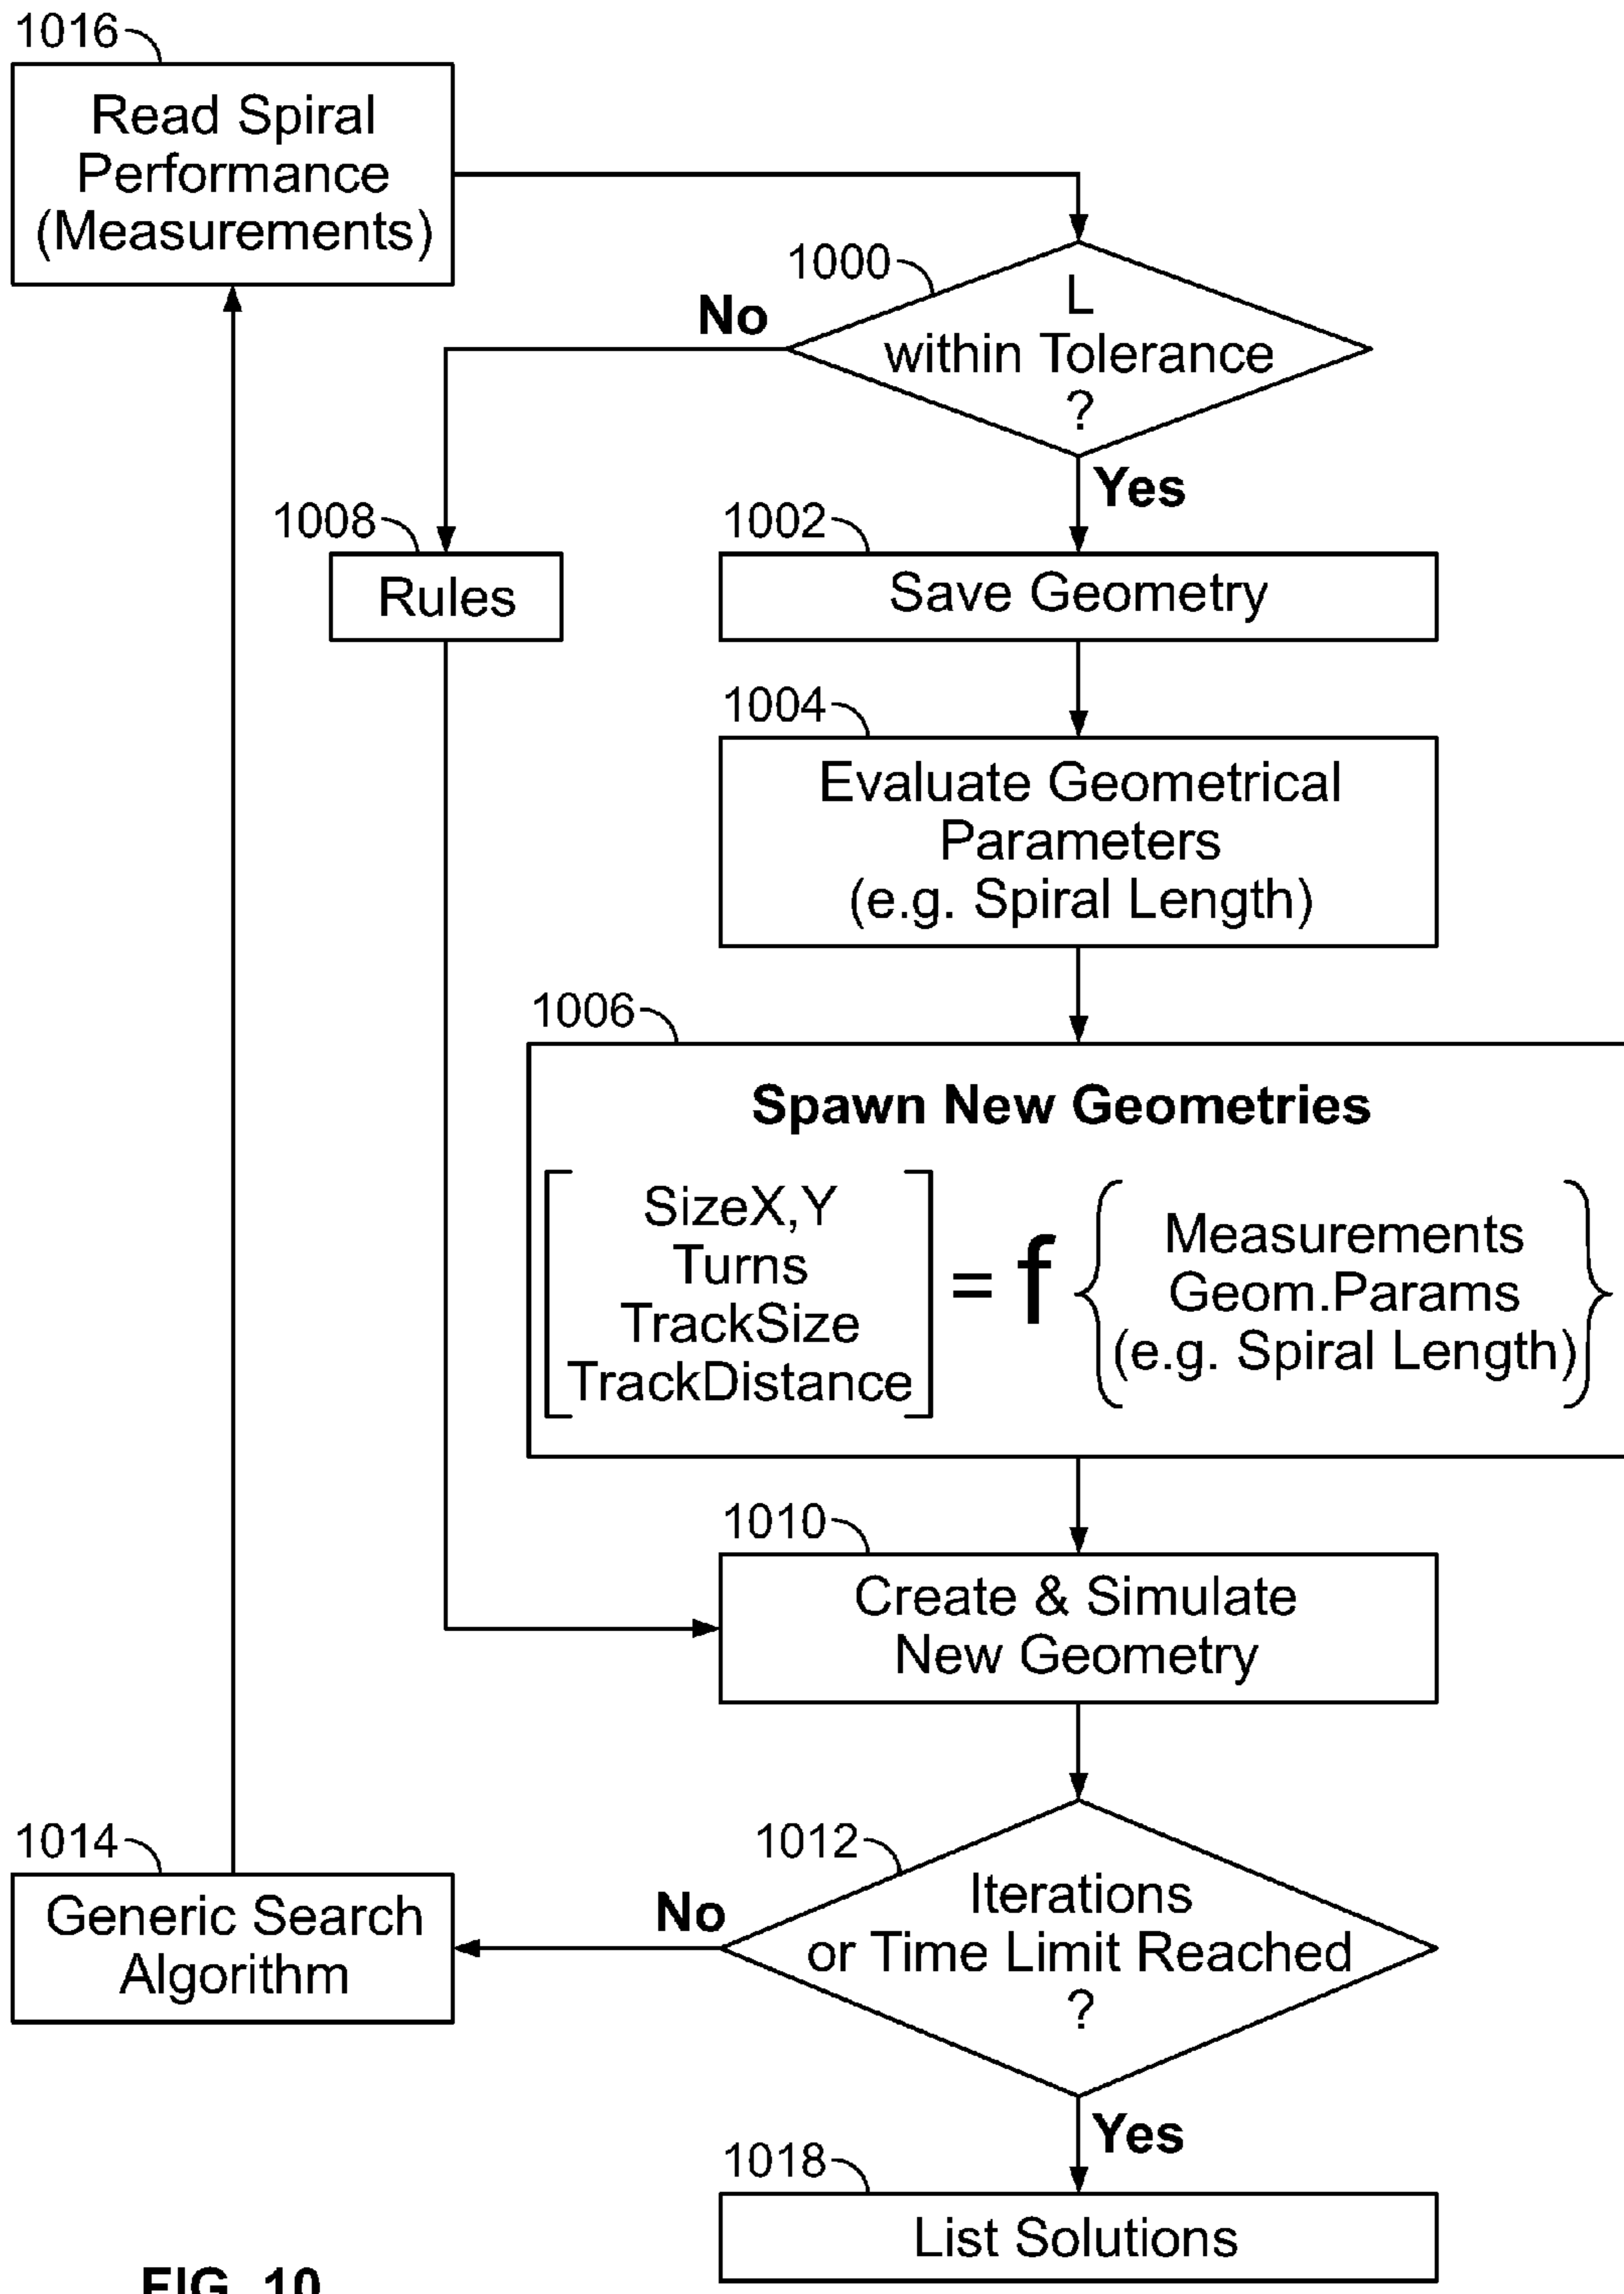 1016
Read Spiral
Performance
(Measurements)
1000
L
within Tolerance
?
No
Yes
1008
Rules
1002
Save Geometry
1004
Evaluate Geometrical
Parameters
(e.g. Spiral Length)
1006
Spawn New Geometries
SizeX,Y
Turns
TrackSize
TrackDistance
= f
Measurements
Geom.Params
(e.g. Spiral Length)
1010
Create & Simulate
New Geometry
1012
Iterations
or Time Limit Reached
?
No
1014
Generic Search
Algorithm
Yes
1018
List Solutions
FIG. 10